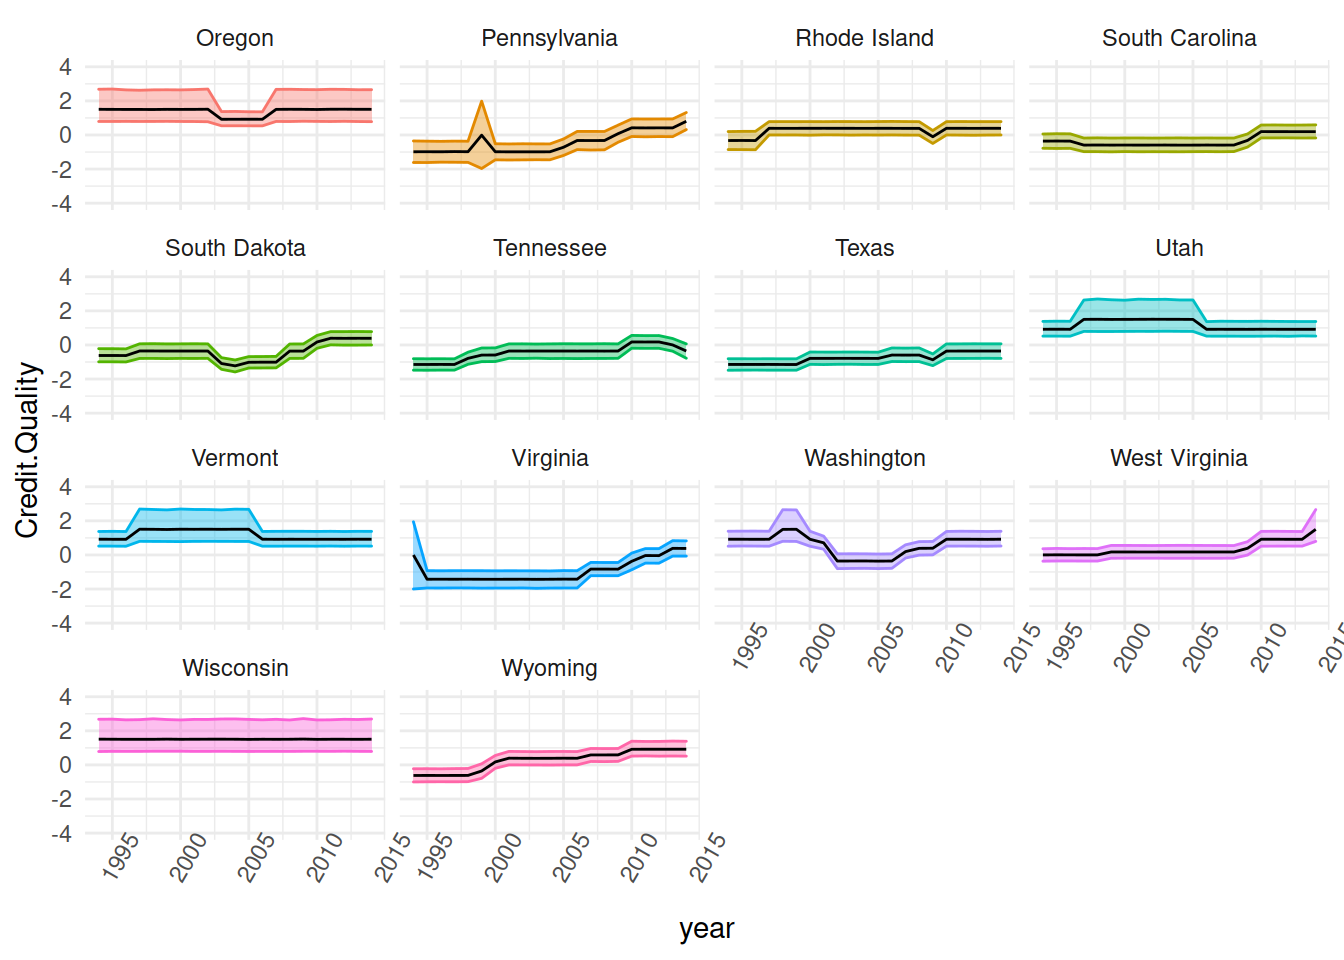 Oregon Pennsylvania Rhode Island South Carolina
4
2
0
-2
-4
South Dakota Tennessee Texas Utah
4
2
0
-2
-4
Credit.Quality
Vermont Virginia Washington West Virginia
4
2
0
-2
-4
1995 2000 2005 2010 2015 1995 2000 2005 2010 2015
Wisconsin Wyoming
4
2
0
-2
-4
1995 2000 2005 2010 2015 1995 2000 2005 2010 2015
year